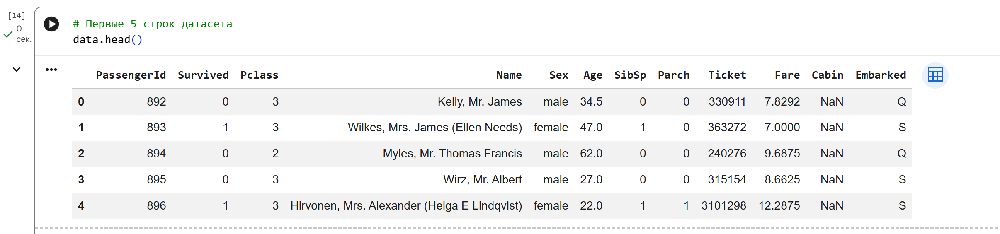 [14]
0
сек.
# Первые 5 строк датасета
data.head()
PassengerId Survived Pclass Name Sex Age SibSp Parch Ticket Fare Cabin Embarked
0 892 0 3 Kelly, Mr. James male 34.5 0 0 330911 7.8292 NaN Q
1 893 1 3 Wilkes, Mrs. James (Ellen Needs) female 47.0 1 0 363272 7.0000 NaN S
2 894 0 2 Myles, Mr. Thomas Francis male 62.0 0 0 240276 9.6875 NaN Q
3 895 0 3 Wirz, Mr. Albert male 27.0 0 0 315154 8.6625 NaN S
4 896 1 3 Hirvonen, Mrs. Alexander (Helga E Lindqvist) female 22.0 1 1 3101298 12.2875 NaN S